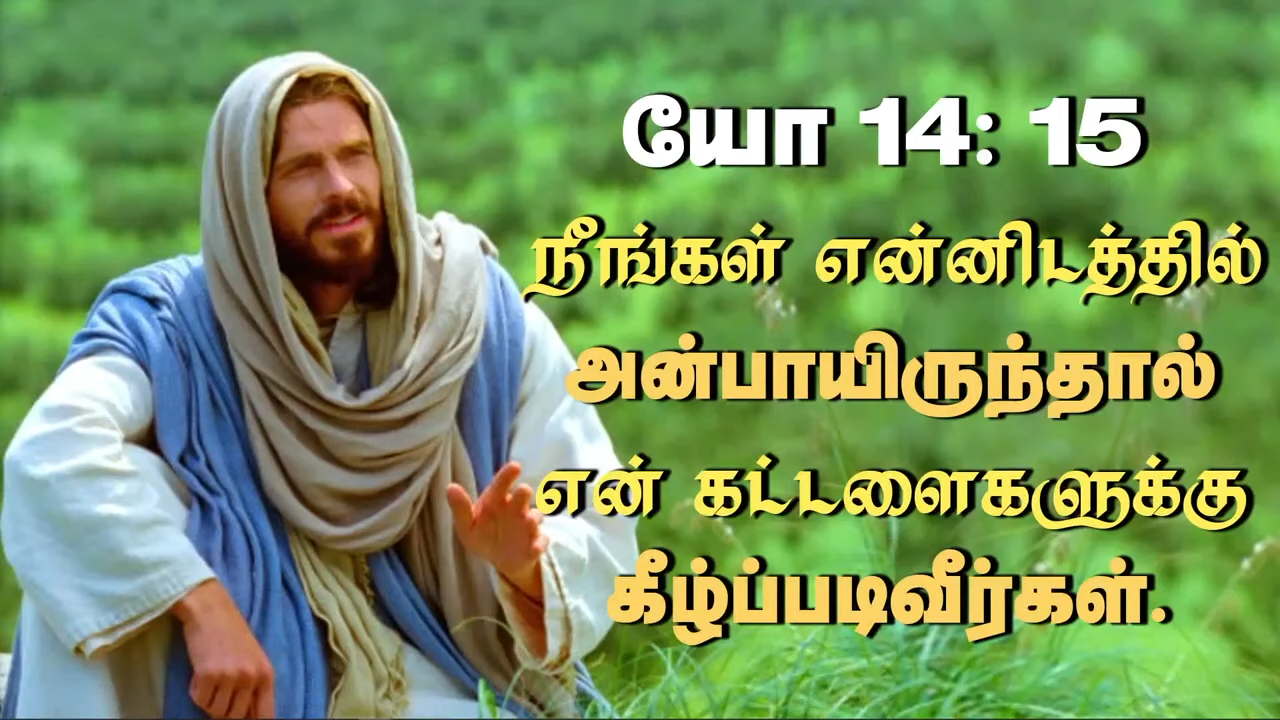 யோ 14: 15
நீங்கள் என்னிடத்தில்
அன்பாயிருந்தால்
என் கட்டளைகளுக்கு
கீழ்ப்படிவீர்கள்.